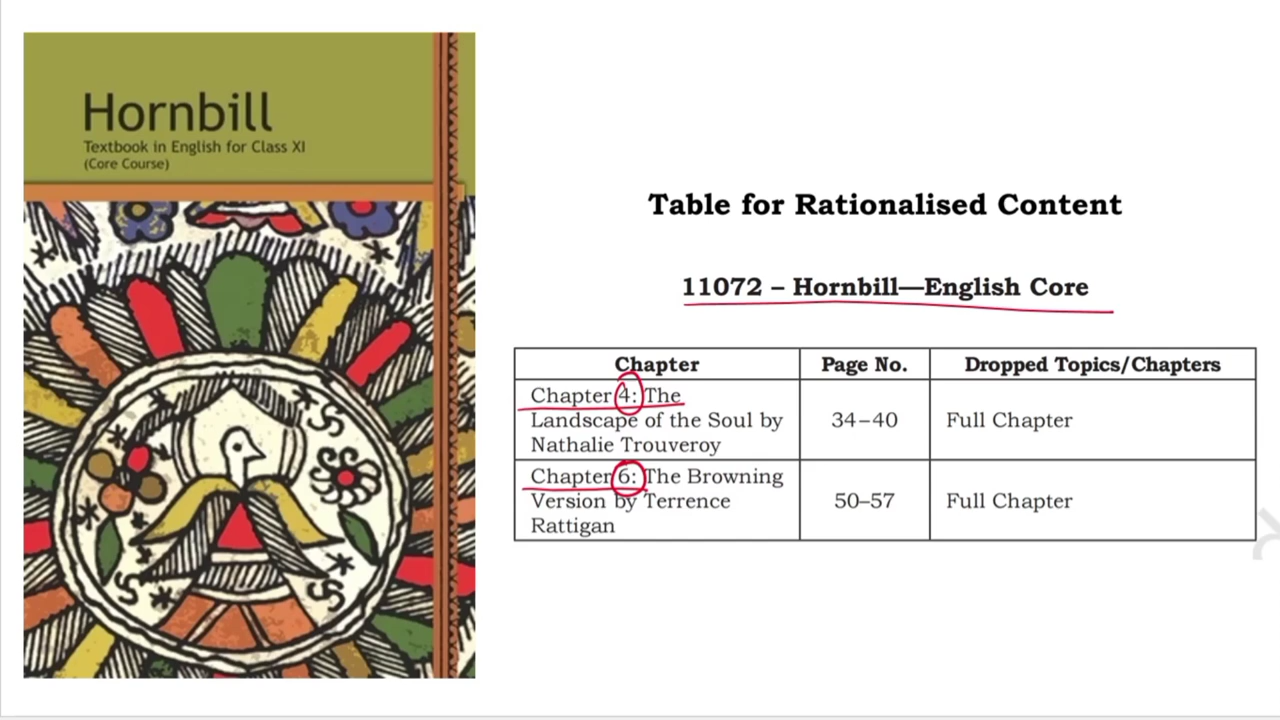 Hornbill
Textbook in English for Class XI
(Core Course)
Table for Rationalised Content
11072 – Hornbill—English Core
Chapter Page No. Dropped Topics/Chapters
Chapter 4: The
Landscape of the Soul by
Nathalie Trouveroy
34–40
Full Chapter
Chapter 6: The Browning
Version by Terrence
Rattigan
50–57
Full Chapter